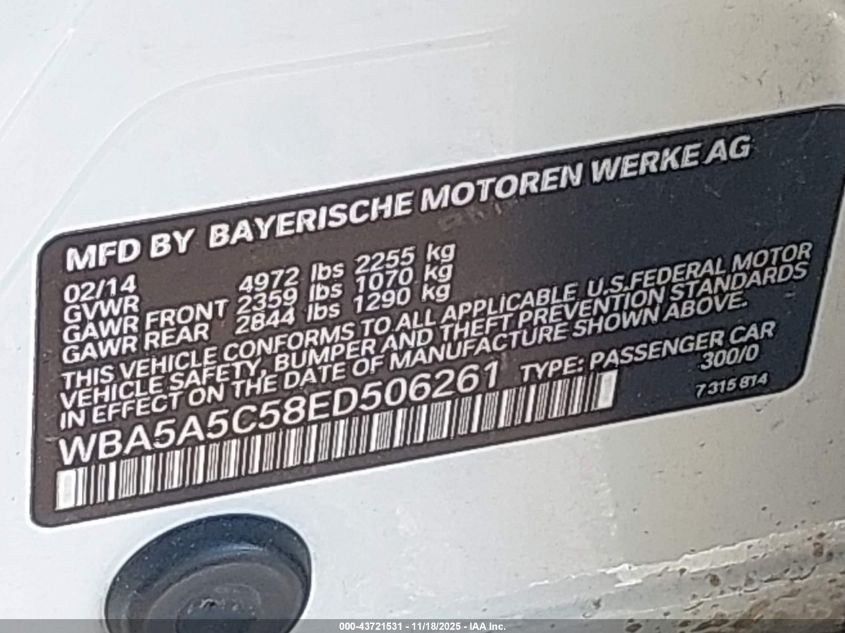 MFD BY BAYERISCHE MOTOREN WERKE AG
02/14
GVWR 4972 lbs 2255 kg
GAWR FRONT 2359 lbs 1070 kg
GAWR REAR 2844 lbs 1290 kg
THIS VEHICLE CONFORMS TO ALL APPLICABLE U.S.FEDERAL MOTOR
VEHICLE SAFETY, BUMPER AND THEFT PREVENTION STANDARDS
IN EFFECT ON THE DATE OF MANUFACTURE SHOWN ABOVE.
WBA5A5C58ED506261 TYPE: PASSENGER CAR
300/0
7 315 814
000-43721531 - 11/18/2025 - IAA Inc.